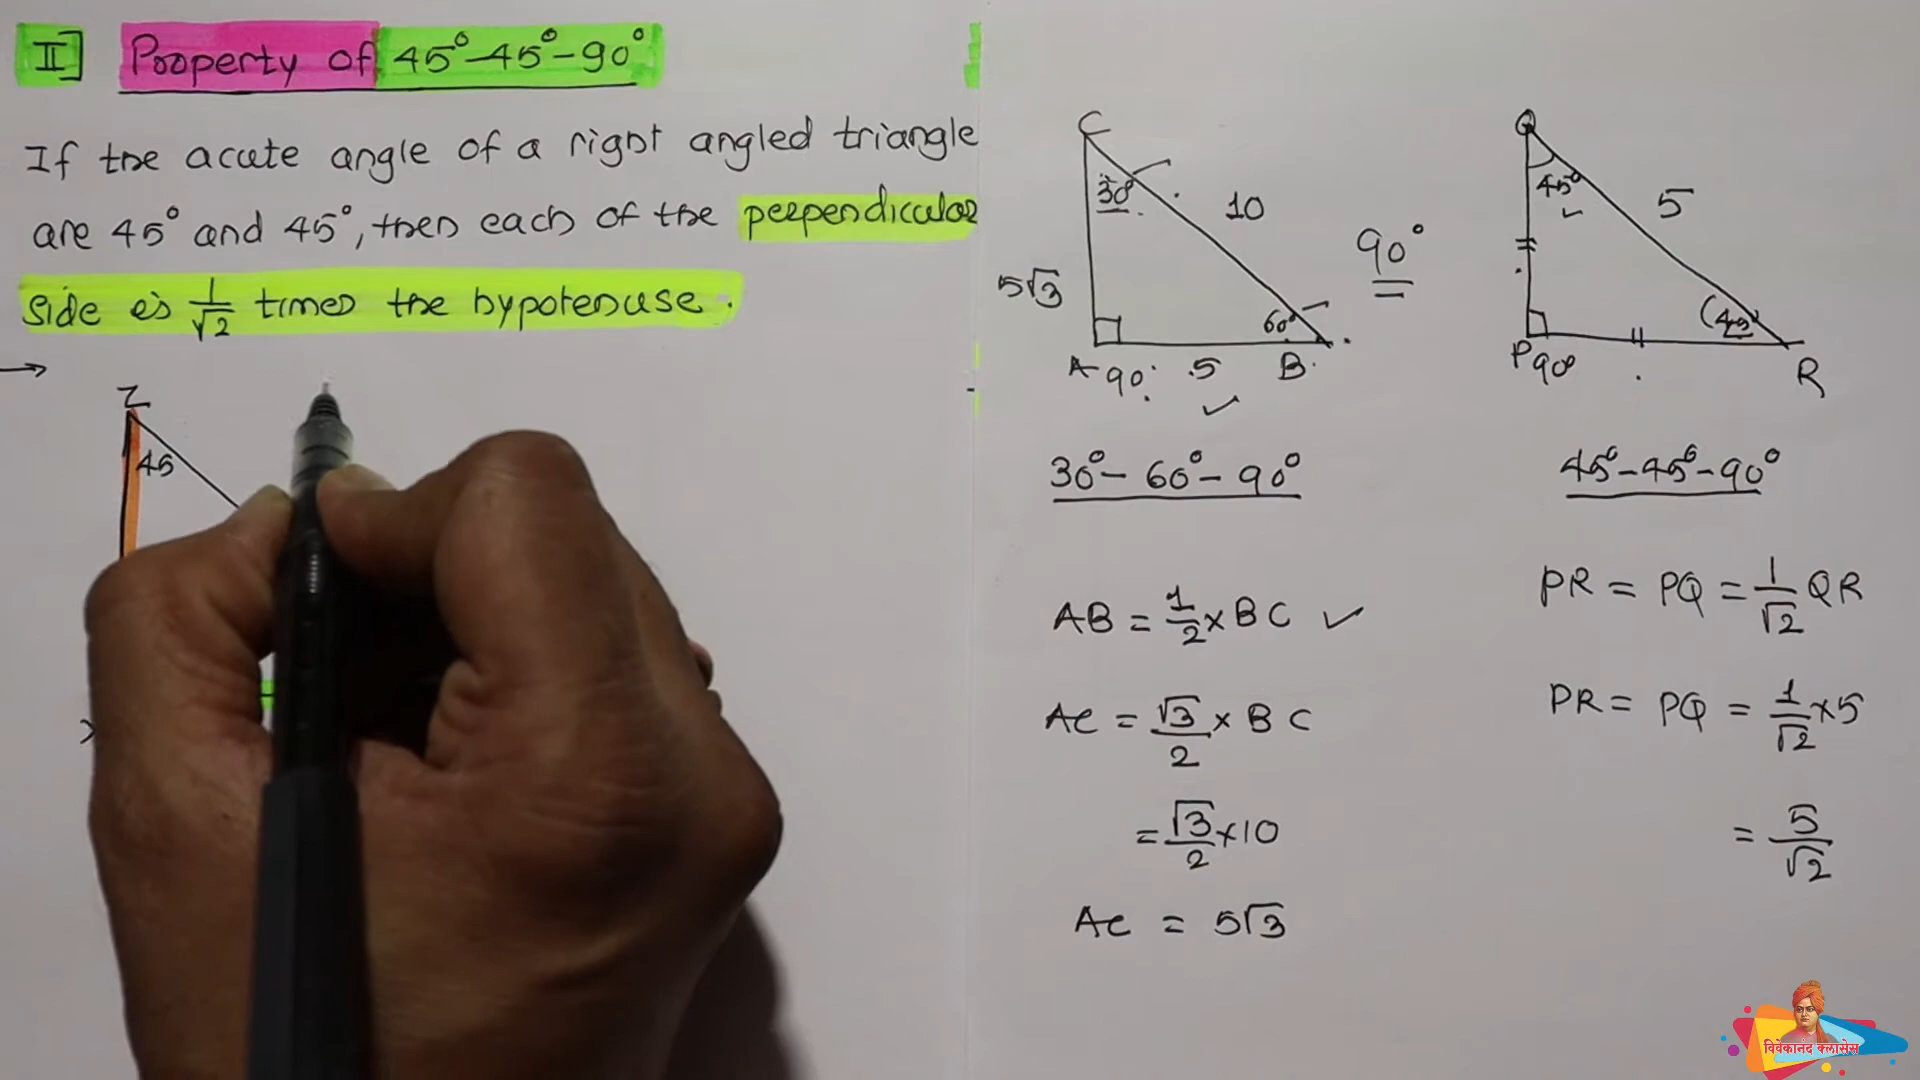 II] Property of 45°-45°-90°
If the acute angle of a right angled triangle
are 45° and 45°, then each of the perpendicular
side is 1/√2 times the hypotenuse.
→
Z
45
C
30°
10
5√3
60°
A 90° 5 B
90°
Q
45°
5
(45°
P 90° R
30°- 60°- 90°
AB = 1/2 × BC ✓
AC = √3/2 × BC
= √3/2 × 10
AC = 5√3
45°-45°-90°
PR = PQ = 1/√2 QR
PR = PQ = 1/√2 × 5
= 5/√2
विवेकानंद क्लासेस